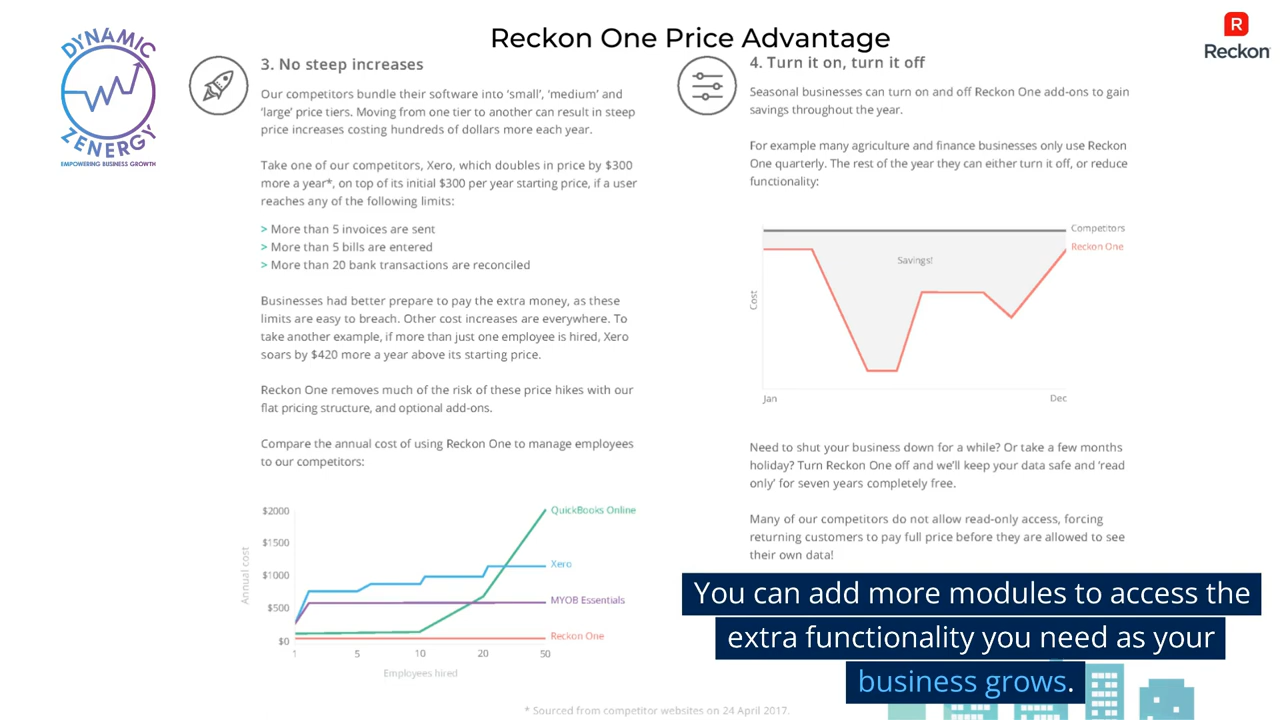 Reckon One Price Advantage
DYNAMIC
ZENERGY
EMPOWERING BUSINESS GROWTH
R
Reckon
3. No steep increases
Our competitors bundle their software into ‘small’, ‘medium’ and
‘large’ price tiers. Moving from one tier to another can result in steep
price increases costing hundreds of dollars more each year.
Take one of our competitors, Xero, which doubles in price by $300
more a year*, on top of its initial $300 per year starting price, if a user
reaches any of the following limits:
> More than 5 invoices are sent
> More than 5 bills are entered
> More than 20 bank transactions are reconciled
Businesses had better prepare to pay the extra money, as these
limits are easy to breach. Other cost increases are everywhere. To
take another example, if more than just one employee is hired, Xero
soars by $420 more a year above its starting price.
Reckon One removes much of the risk of these price hikes with our
flat pricing structure, and optional add-ons.
Compare the annual cost of using Reckon One to manage employees
to our competitors:
Annual cost
$2000
$1500
$1000
$500
$0
1
5
10
20
50
Employees hired
QuickBooks Online
Xero
MYOB Essentials
Reckon One
4. Turn it on, turn it off
Seasonal businesses can turn on and off Reckon One add-ons to gain
savings throughout the year.
For example many agriculture and finance businesses only use Reckon
One quarterly. The rest of the year they can either turn it off, or reduce
functionality:
Competitors
Reckon One
Savings!
Cost
Jan
Dec
Need to shut your business down for a while? Or take a few months
holiday? Turn Reckon One off and we’ll keep your data safe and ‘read
only’ for seven years completely free.
Many of our competitors do not allow read-only access, forcing
returning customers to pay full price before they are allowed to see
their own data!
You can add more modules to access the
extra functionality you need as your
business grows.
* Sourced from competitor websites on 24 April 2017.